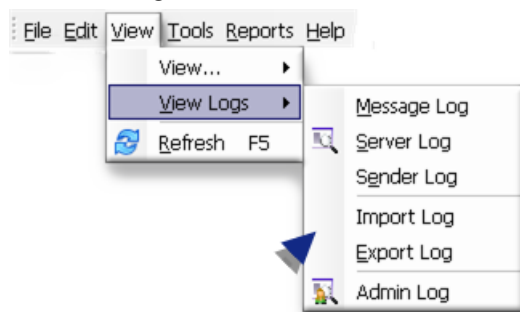 File Edit View Tools Reports Help
View...
View Logs
Refresh F5
Message Log
Server Log
Sender Log
Import Log
Export Log
Admin Log